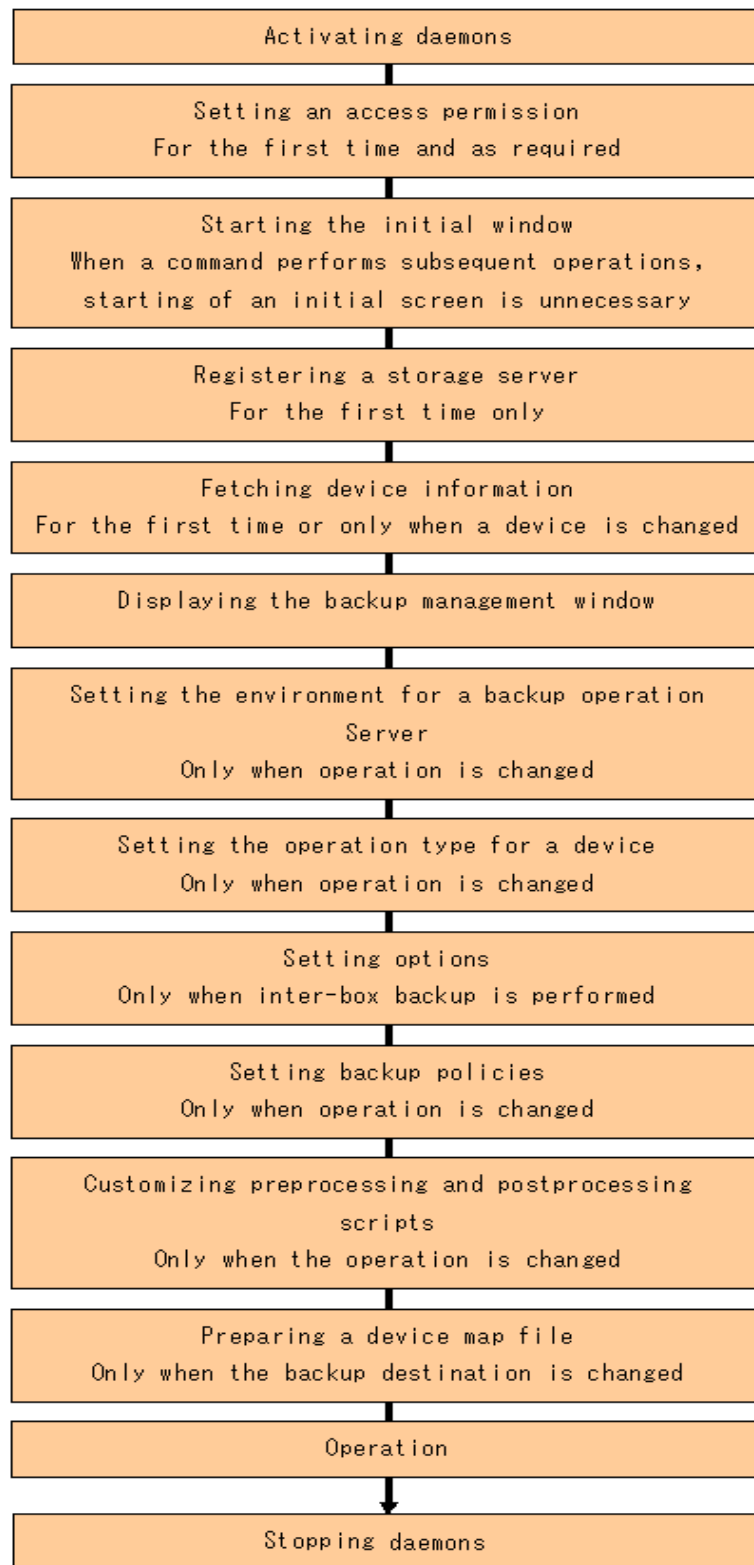 Activating daemons
Setting an access permission
For the first time and as required
Starting the initial window
When a command performs subsequent operations,
starting of an initial screen is unnecessary
Registering a storage server
For the first time only
Fetching device information
For the first time or only when a device is changed
Displaying the backup management window
Setting the environment for a backup operation
Server
Only when operation is changed
Setting the operation type for a device
Only when operation is changed
Setting options
Only when inter-box backup is performed
Setting backup policies
Only when operation is changed
Customizing preprocessing and postprocessing
scripts
Only when the operation is changed
Preparing a device map file
Only when the backup destination is changed
Operation
Stopping daemons